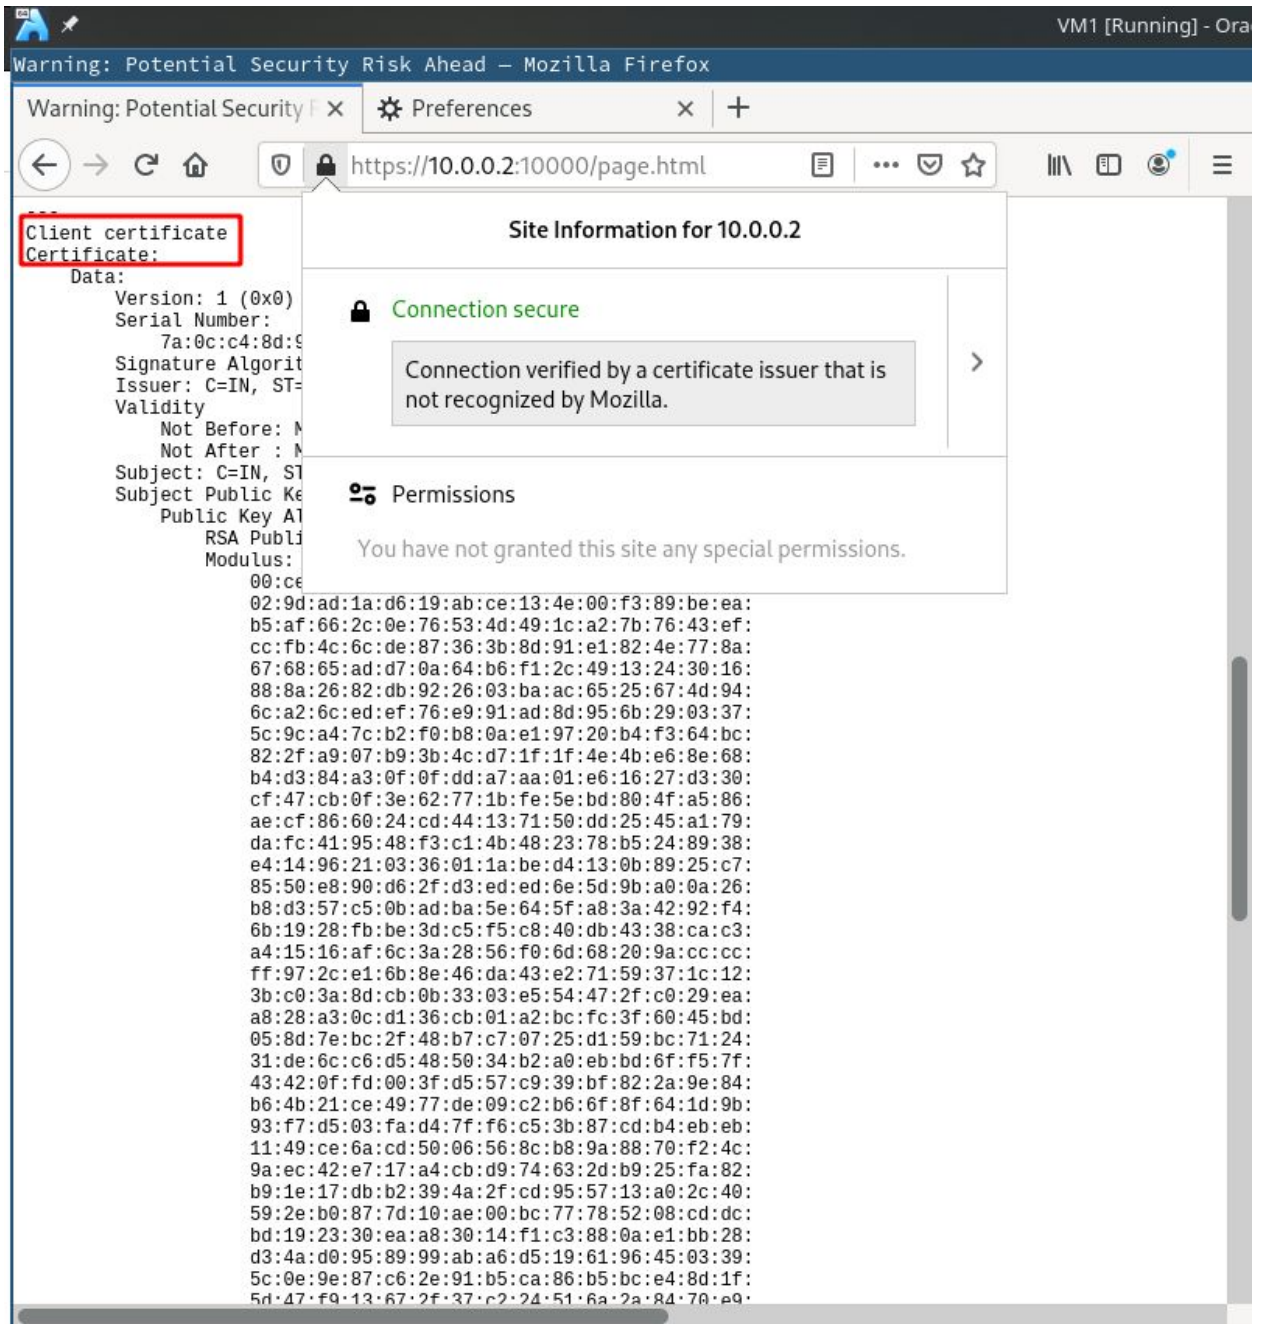 VM1 [Running] - Ora
Warning: Potential Security Risk Ahead — Mozilla Firefox
Warning: Potential Security
Preferences
https://10.0.0.2:10000/page.html
---
Client certificate
Certificate:
Data:
Version: 1 (0x0)
Serial Number:
7a:0c:c4:8d:9
Signature Algorit
Issuer: C=IN, ST=
Validity
Not Before: M
Not After : M
Subject: C=IN, ST
Subject Public Ke
Public Key Al
RSA Publi
Modulus:
00:ce
Site Information for 10.0.0.2
Connection secure
Connection verified by a certificate issuer that is
not recognized by Mozilla.
Permissions
You have not granted this site any special permissions.
02:9d:ad:1a:d6:19:ab:ce:13:4e:00:f3:89:be:ea:
b5:af:66:2c:0e:76:53:4d:49:1c:a2:7b:76:43:ef:
cc:fb:4c:6c:de:87:36:3b:8d:91:e1:82:4e:77:8a:
67:68:65:ad:d7:0a:64:b6:f1:2c:49:13:24:30:16:
88:8a:26:82:db:92:26:03:ba:ac:65:25:67:4d:94:
6c:a2:6c:ed:ef:76:e9:91:ad:8d:95:6b:29:03:37:
5c:9c:a4:7c:b2:f0:b8:0a:e1:97:20:b4:f3:64:bc:
82:2f:a9:07:b9:3b:4c:d7:1f:1f:4e:4b:e6:8e:68:
b4:d3:84:a3:0f:0f:dd:a7:aa:01:e6:16:27:d3:30:
cf:47:cb:0f:3e:62:77:1b:fe:5e:bd:80:4f:a5:86:
ae:cf:86:60:24:cd:44:13:71:50:dd:25:45:a1:79:
da:fc:41:95:48:f3:c1:4b:48:23:78:b5:24:89:38:
e4:14:96:21:03:36:01:1a:be:d4:13:0b:89:25:c7:
85:50:e8:90:d6:2f:d3:ed:ed:6e:5d:9b:a0:0a:26:
b8:d3:57:c5:0b:ad:ba:5e:64:5f:a8:3a:42:92:f4:
6b:19:28:fb:be:3d:c5:f5:c8:40:db:43:38:ca:c3:
a4:15:16:af:6c:3a:28:56:f0:6d:68:20:9a:cc:cc:
ff:97:2c:e1:6b:8e:46:da:43:e2:71:59:37:1c:12:
3b:c0:3a:8d:cb:0b:33:03:e5:54:47:2f:c0:29:ea:
a8:28:a3:0c:d1:36:cb:01:a2:bc:fc:3f:60:45:bd:
05:8d:7e:bc:2f:48:b7:c7:07:25:d1:59:bc:71:24:
31:de:6c:c6:d5:48:50:34:b2:a0:eb:bd:6f:f5:7f:
43:42:0f:fd:00:3f:d5:57:c9:39:bf:82:2a:9e:84:
b6:4b:21:ce:49:77:de:09:c2:b6:6f:8f:64:1d:9b:
93:f7:d5:03:fa:d4:7f:f6:c5:3b:87:cd:b4:eb:eb:
11:49:ce:6a:cd:50:06:56:8c:b8:9a:88:70:f2:4c:
9a:ec:42:e7:17:a4:cb:d9:74:63:2d:b9:25:fa:82:
b9:1e:17:db:b2:39:4a:2f:cd:95:57:13:a0:2c:40:
59:2e:b0:87:7d:10:ae:00:bc:77:78:52:08:cd:dc:
bd:19:23:30:ea:a8:30:14:f1:c3:88:0a:e1:bb:28:
d3:4a:d0:95:89:99:ab:a6:d5:19:61:96:45:03:39:
5c:0e:9e:87:c6:2e:91:b5:ca:86:b5:bc:e4:8d:1f:
5d:47:f9:13:67:2f:37:c2:24:51:6a:2a:84:70:e9: